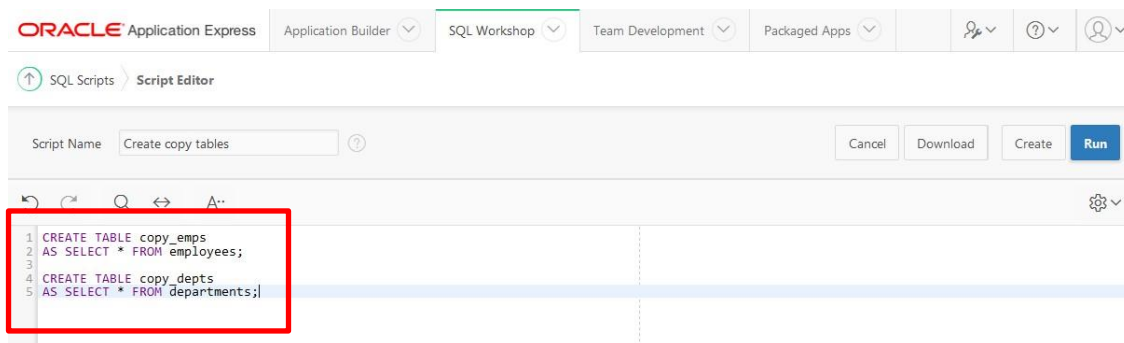 ORACLE Application Express Application Builder SQL Workshop Team Development Packaged Apps
SQL Scripts Script Editor
Script Name Create copy tables Cancel Download Create Run
A
1 CREATE TABLE copy_emps
2 AS SELECT * FROM employees;
3
4 CREATE TABLE copy_depts
5 AS SELECT * FROM departments;